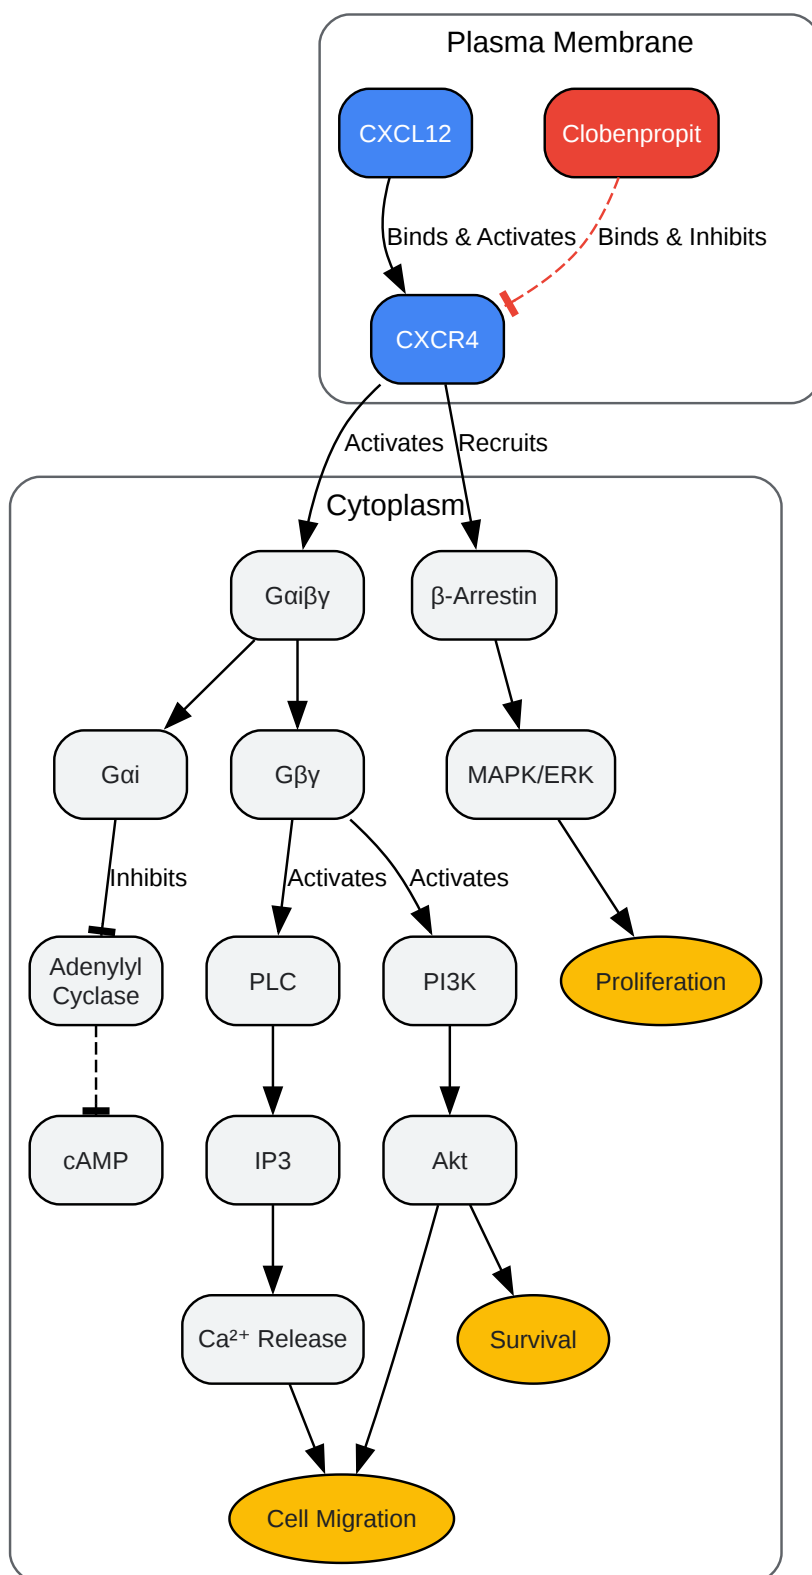 Plasma Membrane
CXCL12
Clobenpropit
Binds & Activates
Binds & Inhibits
CXCR4
Activates
Recruits
Cytoplasm
Gαiβγ
β-Arrestin
Gαi
Gβγ
MAPK/ERK
Inhibits
Activates
Activates
Adenylyl
Cyclase
PLC
PI3K
Proliferation
cAMP
IP3
Akt
Ca²⁺ Release
Survival
Cell Migration